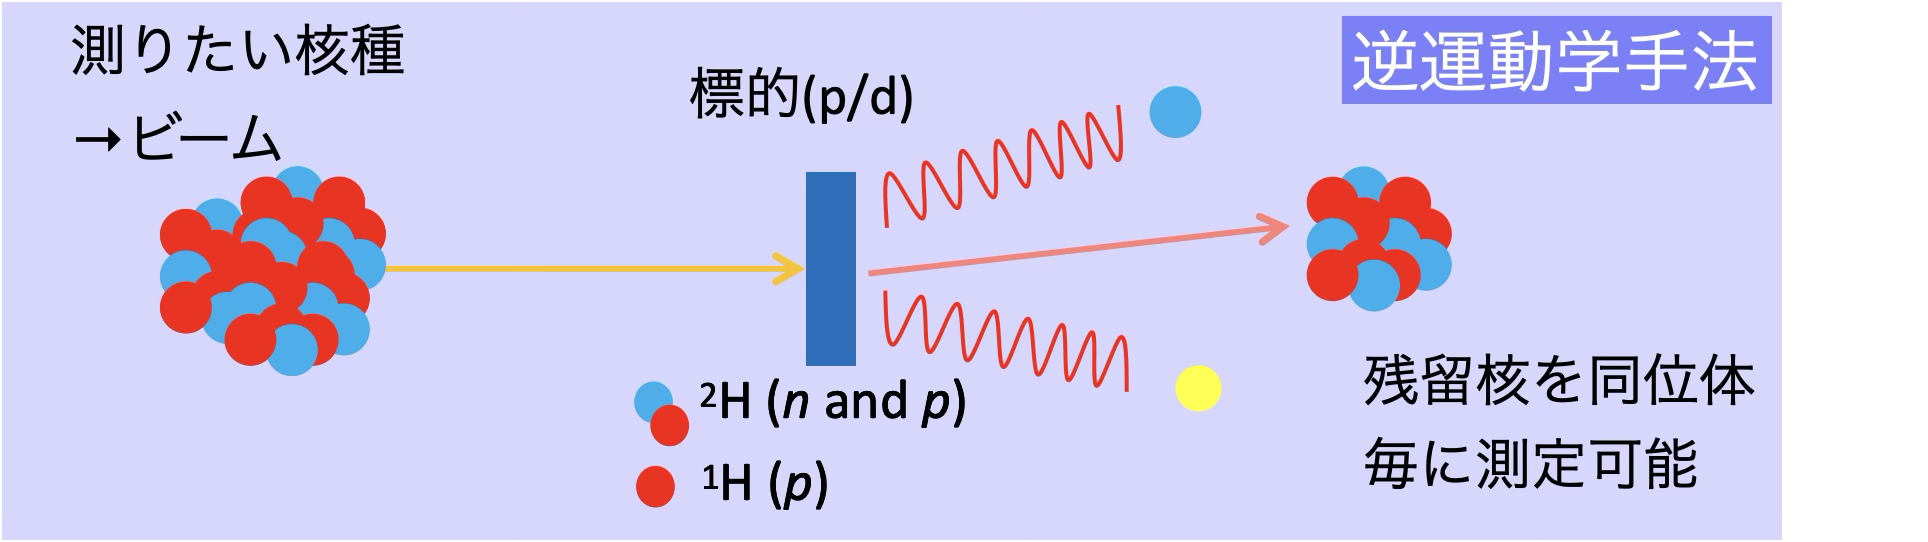 測りたい核種
→ビーム
標的(p/d)
逆運動学手法
²H (n and p)
¹H (p)
残留核を同位体
毎に測定可能